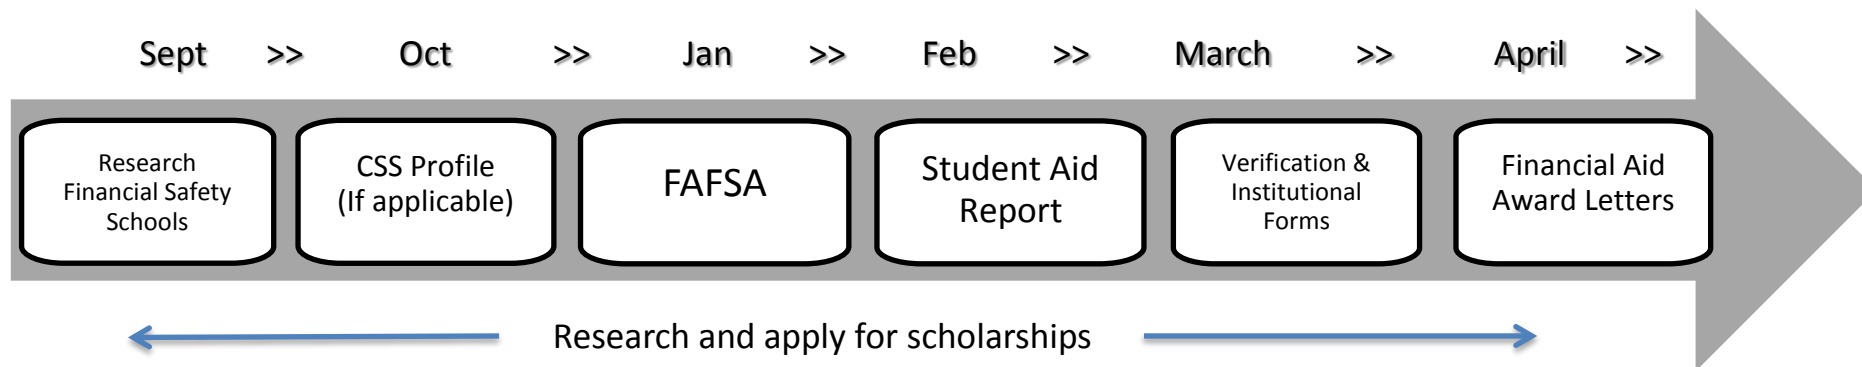 Sept >> Oct >> Jan >> Feb >> March >> April >>
Research
Financial Safety
Schools
CSS Profile
(If applicable)
FAFSA
Student Aid
Report
Verification &
Institutional
Forms
Financial Aid
Award Letters
Research and apply for scholarships